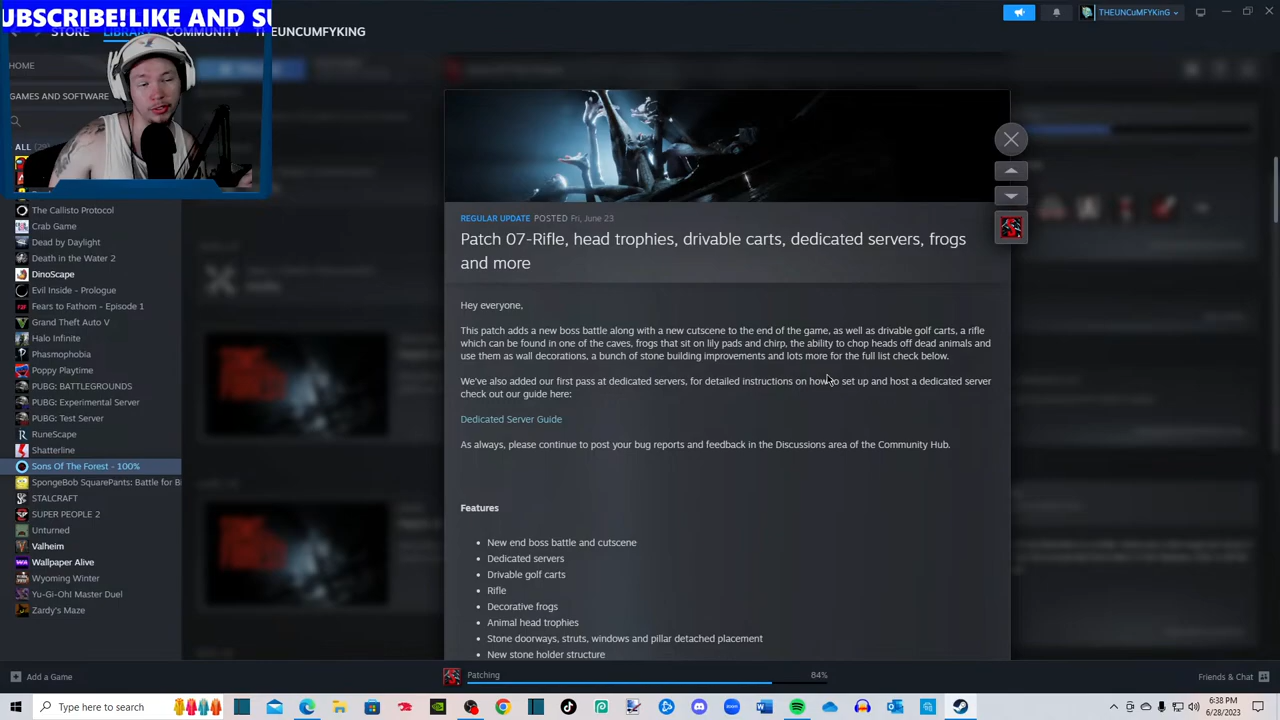 UBSCRIBE!LIKE AND SU
STORE
LIBRARY
COMMUNITY
THEUNCUMFYKING
THEUNCuMFYKinG
HOME
GAMES AND SOFTWARE
ALL
The Callisto Protocol
Crab Game
Dead by Daylight
Death in the Water 2
DinoScape
Evil Inside - Prologue
Fears to Fathom - Episode 1
Grand Theft Auto V
Halo Infinite
Phasmophobia
Poppy Playtime
PUBG: BATTLEGROUNDS
PUBG: Experimental Server
PUBG: Test Server
RuneScape
Shatterline
Sons Of The Forest - 100%
SpongeBob SquarePants: Battle for Bi
STALCRAFT
SUPER PEOPLE 2
Unturned
Valheim
Wallpaper Alive
Wyoming Winter
Yu-Gi-Oh! Master Duel
Zardy's Maze
REGULAR UPDATE POSTED Fri, June 23
Patch 07-Rifle, head trophies, drivable carts, dedicated servers, frogs
and more
Hey everyone,
This patch adds a new boss battle along with a new cutscene to the end of the game, as well as drivable golf carts, a rifle
which can be found in one of the caves, frogs that sit on lily pads and chirp, the ability to chop heads off dead animals and
use them as wall decorations, a bunch of stone building improvements and lots more for the full list check below.
We've also added our first pass at dedicated servers, for detailed instructions on how to set up and host a dedicated server
check out our guide here:
Dedicated Server Guide
As always, please continue to post your bug reports and feedback in the Discussions area of the Community Hub.
Features
• New end boss battle and cutscene
• Dedicated servers
• Drivable golf carts
• Rifle
• Decorative frogs
• Animal head trophies
• Stone doorways, struts, windows and pillar detached placement
• New stone holder structure
Add a Game
Patching
84%
Friends & Chat
Type here to search
6:38 PM
6/28/2023